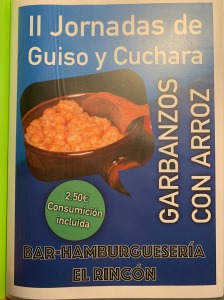 II Jornadas de
Guiso y Cuchara
GARBANZOS
CON ARROZ
2.50€
Consumición
incluida
BAR-HAMBURGUESERÍA
EL RINCÓN